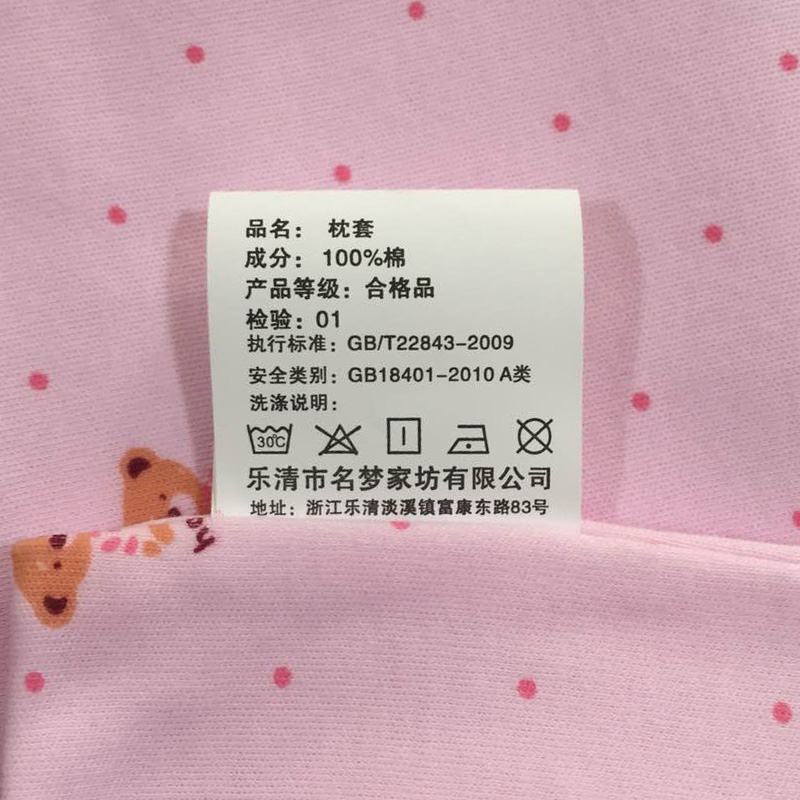 品名： 枕套
成分： 100%棉
产品等级：合格品
检验：01
执行标准：GB/T22843-2009
安全类别：GB18401-2010 A类
洗涤说明：
30℃
乐清市名梦家坊有限公司
地址：浙江乐清淡溪镇富康东路83号